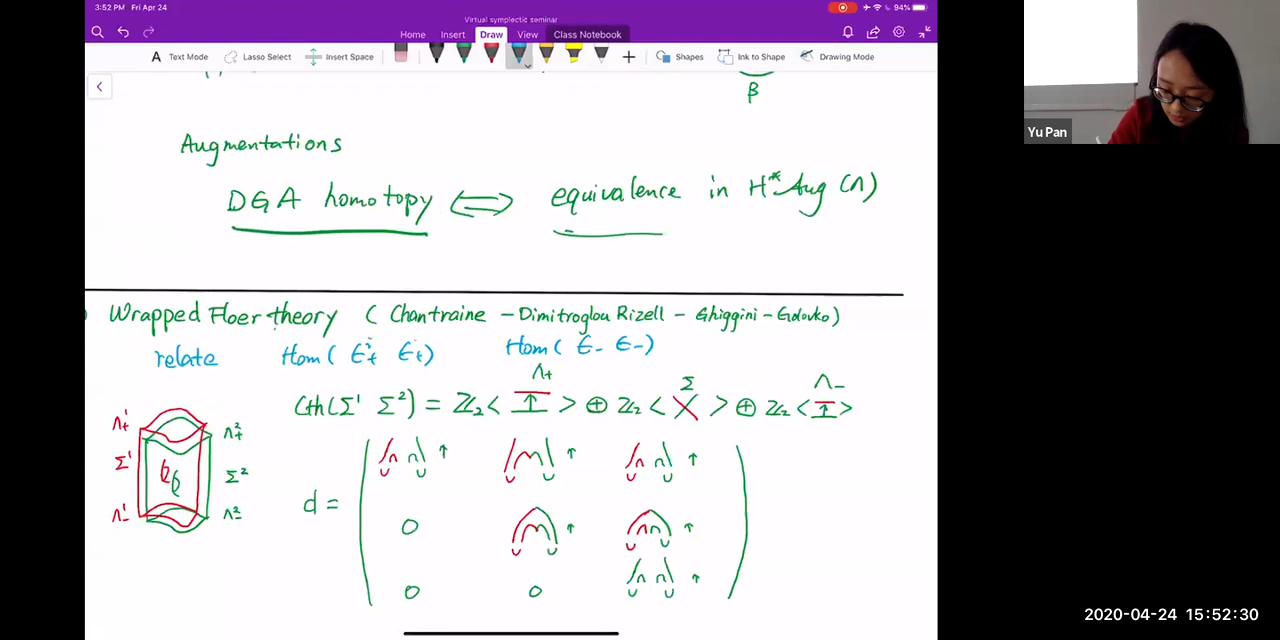 3:52 PM Fri Apr 24
94%
Virtual symplectic seminar
Home Insert Draw View Class Notebook
Text Mode Lasso Select Insert Space Shapes Ink to Shape Drawing Mode
β
Yu Pan
Augmentations
DGA homotopy ⟺ equivalence in H* Aug (Λ)
Wrapped Floer theory ( Chantraine - Dimitroglou Rizell - Ghiggini - Golovko )
relate Hom ( ϵ¹₊ ϵ₊ ) Hom ( ϵ₋ ϵ₋ )
Λ₊ Σ Λ₋
Cth ( Σ¹ Σ² ) = ℤ₂ < ↑ > ⊕ ℤ₂ < X > ⊕ ℤ₂ < ↑ >
Λ¹₊ Λ²₊
Σ¹ Σ²
Λ¹₋ Λ²₋
d =
↑ ↑ ↑
0 ↑ ↑
0 0 ↑
2020-04-24 15:52:30